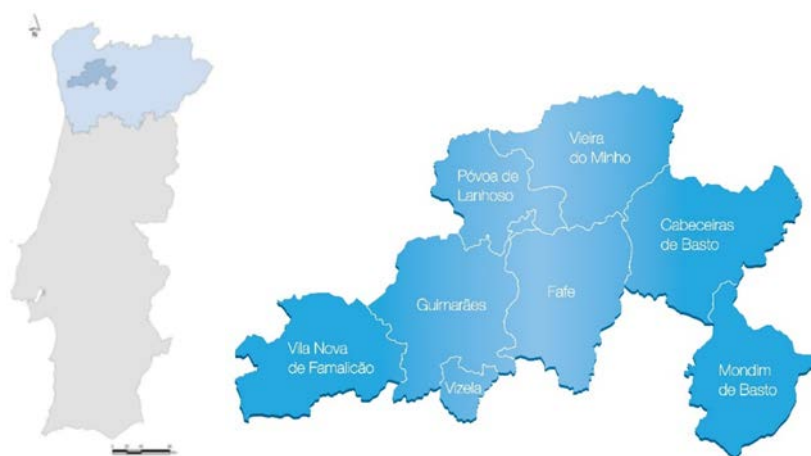 N
Vieira
do Minho
Póvoa de
Lanhoso
Cabeceiras
de Basto
Guimarães
Fafe
Vila Nova
de Famalicão
Vizela
Mondim
de Basto